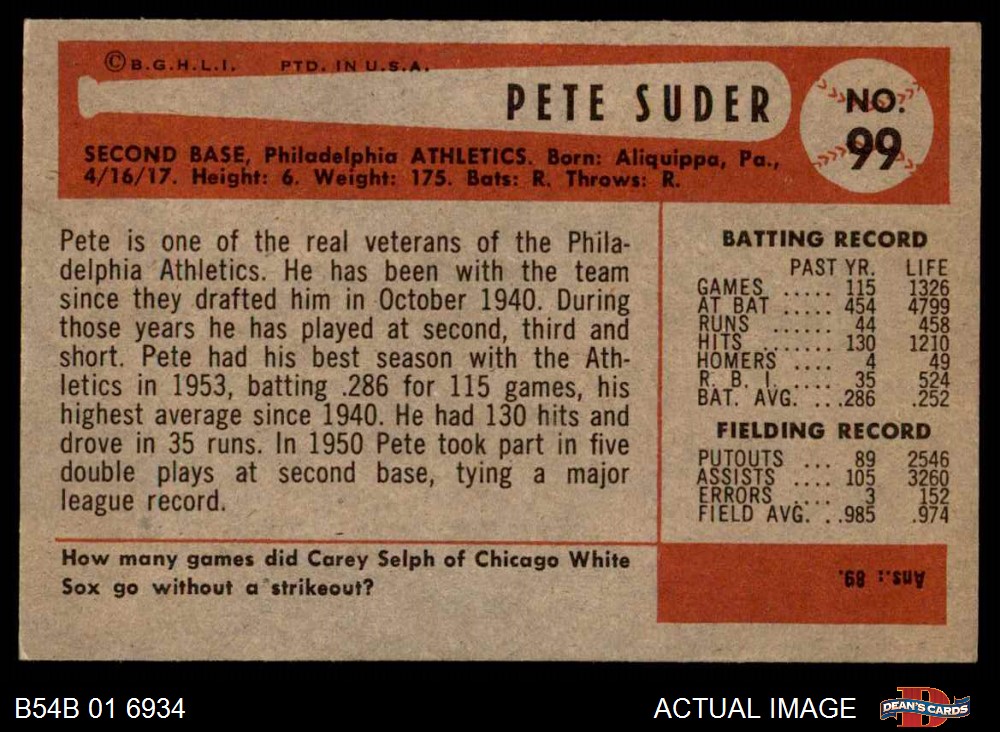 ©B.G.H.L.I. PTD. IN U.S.A.
PETE SUDER
NO.
99
SECOND BASE, Philadelphia ATHLETICS. Born: Aliquippa, Pa.,
4/16/17. Height: 6. Weight: 175. Bats: R. Throws: R.
Pete is one of the real veterans of the Phila-
delphia Athletics. He has been with the team
since they drafted him in October 1940. During
those years he has played at second, third and
short. Pete had his best season with the Ath-
letics in 1953, batting .286 for 115 games, his
highest average since 1940. He had 130 hits and
drove in 35 runs. In 1950 Pete took part in five
double plays at second base, tying a major
league record.
BATTING RECORD
PAST YR. LIFE
GAMES ..... 115 1326
AT BAT ..... 454 4799
RUNS ...... 44 458
HITS ........ 130 1210
HOMERS ... 4 49
R. B. I. .... 35 524
BAT. AVG. ...286 .252
FIELDING RECORD
PUTOUTS ... 89 2546
ASSISTS .... 105 3260
ERRORS .... 3 152
FIELD AVG. ..985 .974
How many games did Carey Selph of Chicago White
Sox go without a strikeout?
Ans.: 89.
B54B 01 6934
ACTUAL IMAGE
DEAN'S CARDS